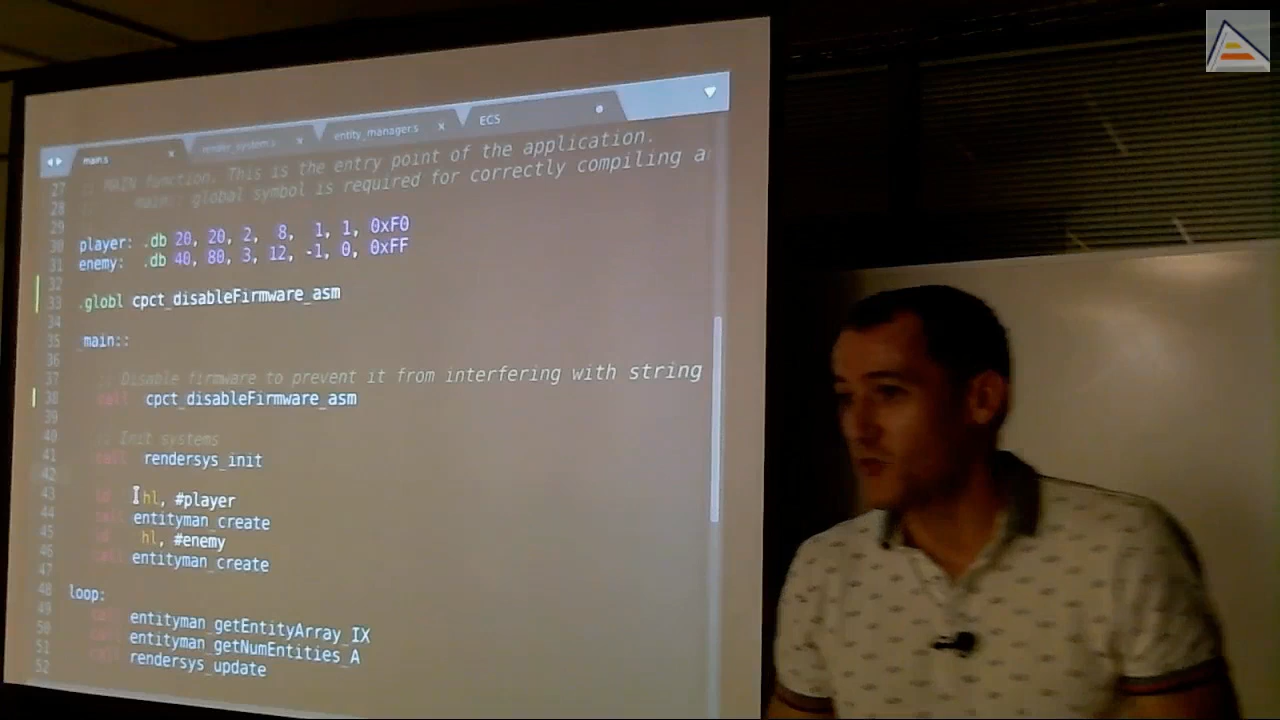 main.s x render_system.s x entity_manager.s x ECS
27 ;; MAIN function. This is the entry point of the application.
28 ;; main:: global symbol is required for correctly compiling a
29
30 player: .db 20, 20, 2, 8, 1, 1, 0xF0
31 enemy: .db 40, 80, 3, 12, -1, 0, 0xFF
32
33 .globl cpct_disableFirmware_asm
34
35 _main::
36
37 ;; Disable firmware to prevent it from interfering with string
38 call cpct_disableFirmware_asm
39
40 ;; Init systems
41 call rendersys_init
42
43 ld hl, #player
44 call entityman_create
45 ld hl, #enemy
46 call entityman_create
47
48 loop:
49 call entityman_getEntityArray_IX
50 call entityman_getNumEntities_A
51 call rendersys_update
52